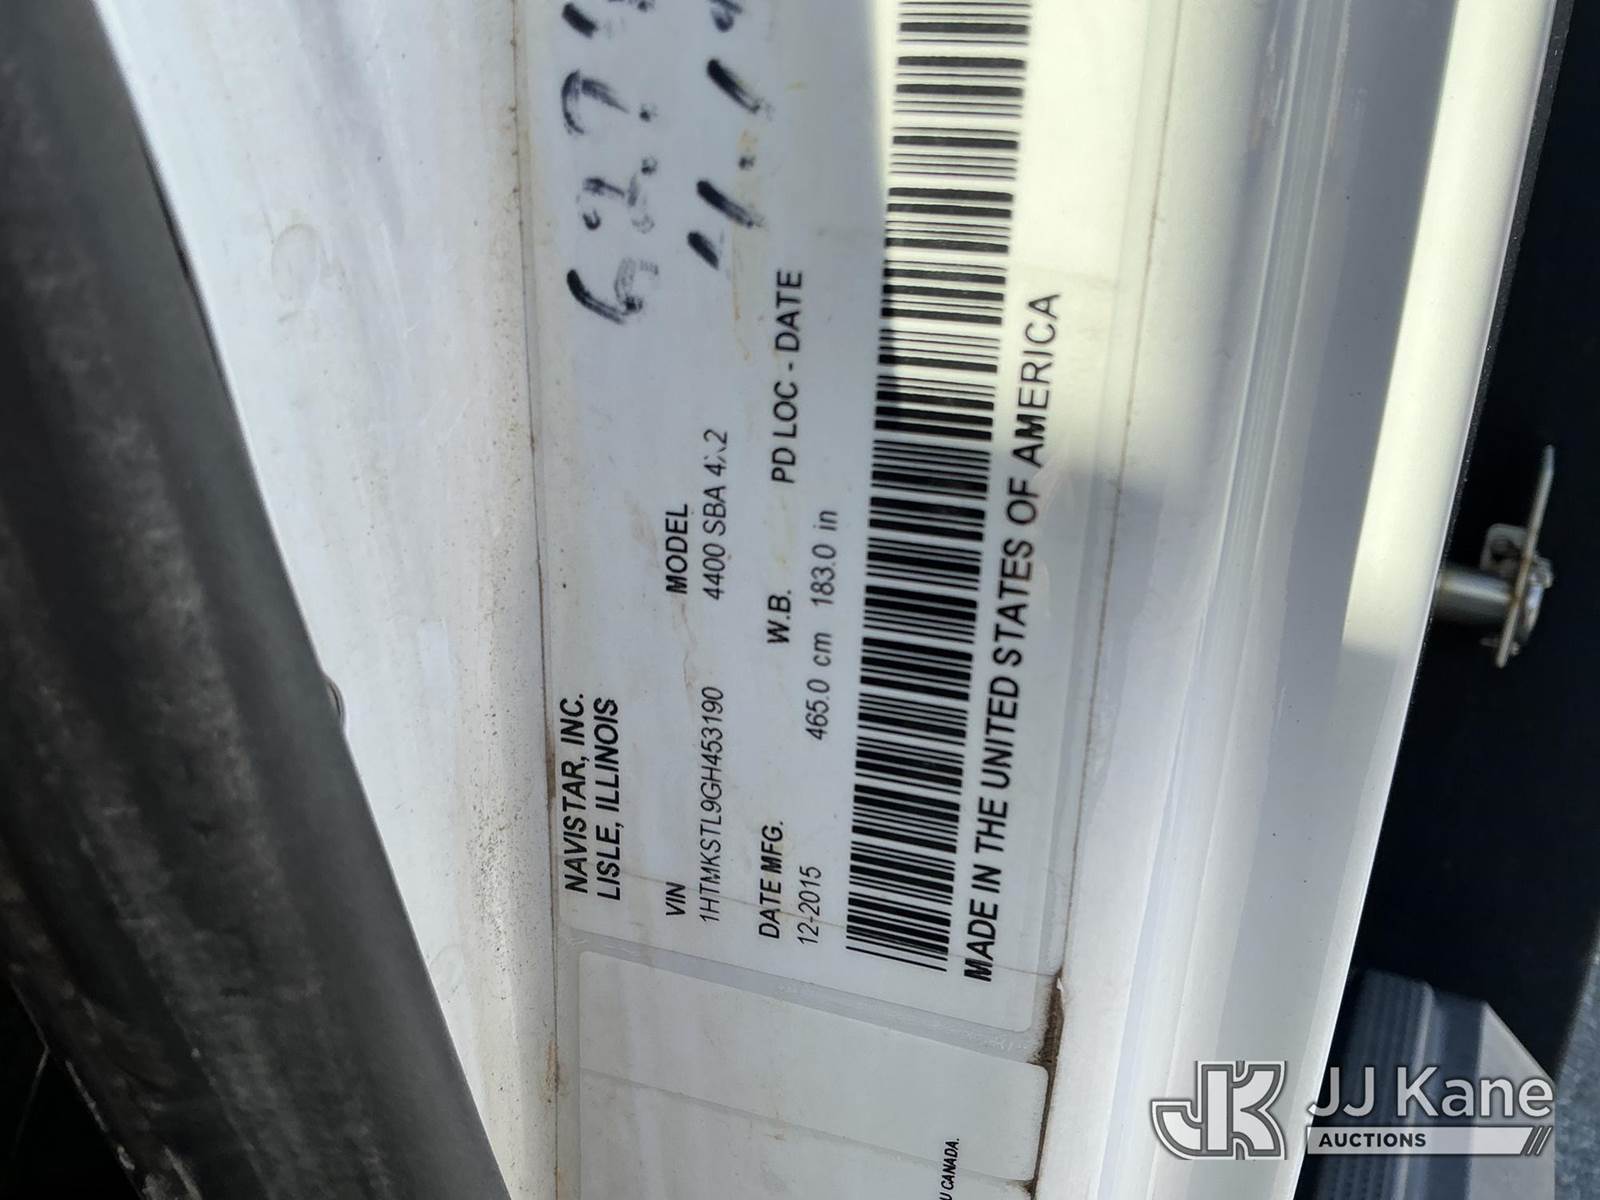 NAVISTAR, INC.
LISLE, ILLINOIS
VIN MODEL
1HTMKSTL9GH453190 4400 SBA 4X2
DATE MFG. W.B. PD LOC - DATE
12-2015 465.0 cm 183.0 in
MADE IN THE UNITED STATES OF AMERICA
CANADA.
JJ Kane
AUCTIONS